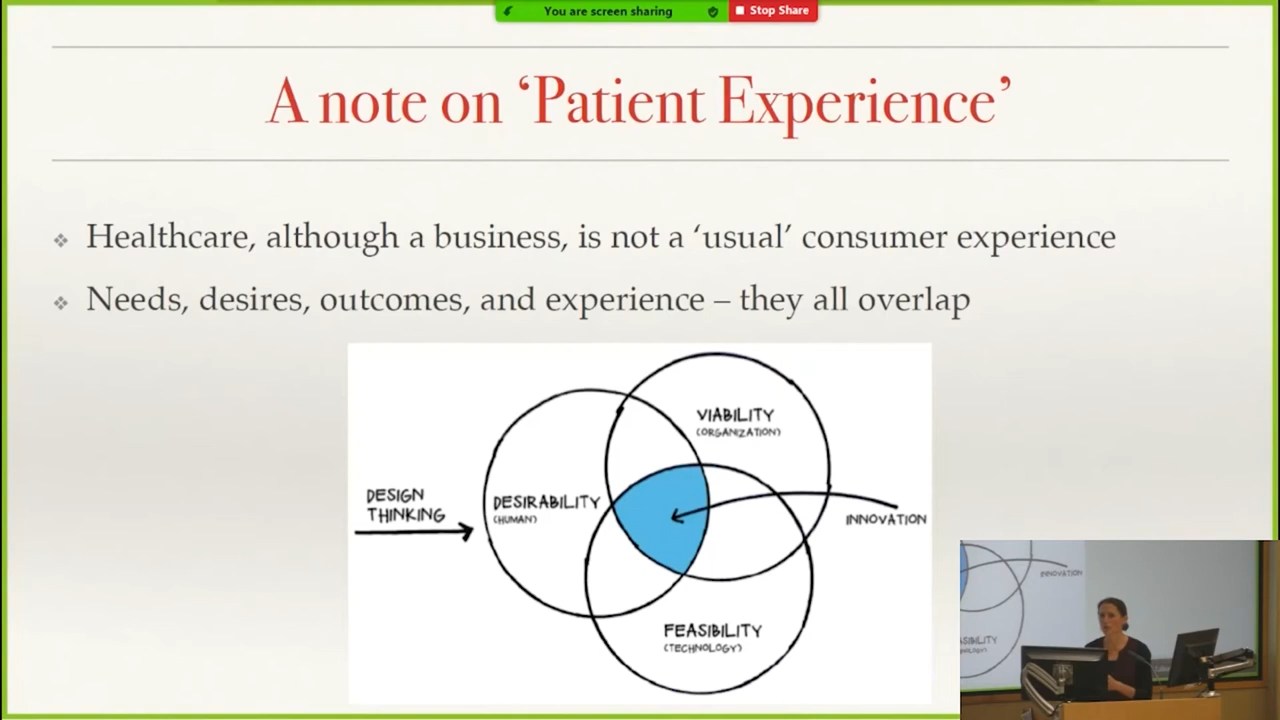 You are screen sharing
Stop Share
A note on ‘Patient Experience’
Healthcare, although a business, is not a ‘usual’ consumer experience
Needs, desires, outcomes, and experience – they all overlap
VIABILITY
(ORGANIZATION)
DESIGN
THINKING
DESIRABILITY
(HUMAN)
INNOVATION
FEASIBILITY
(TECHNOLOGY)
INNOVATION